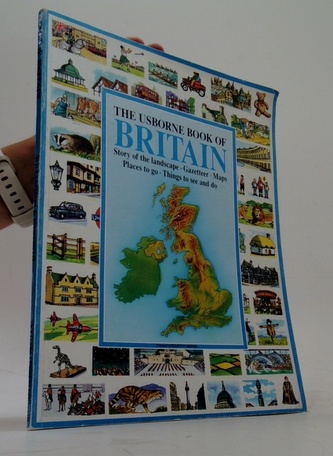 THE USBORNE BOOK OF
BRITAIN
Story of the landscape · Gazetteer · Maps
Places to go · Things to see and do